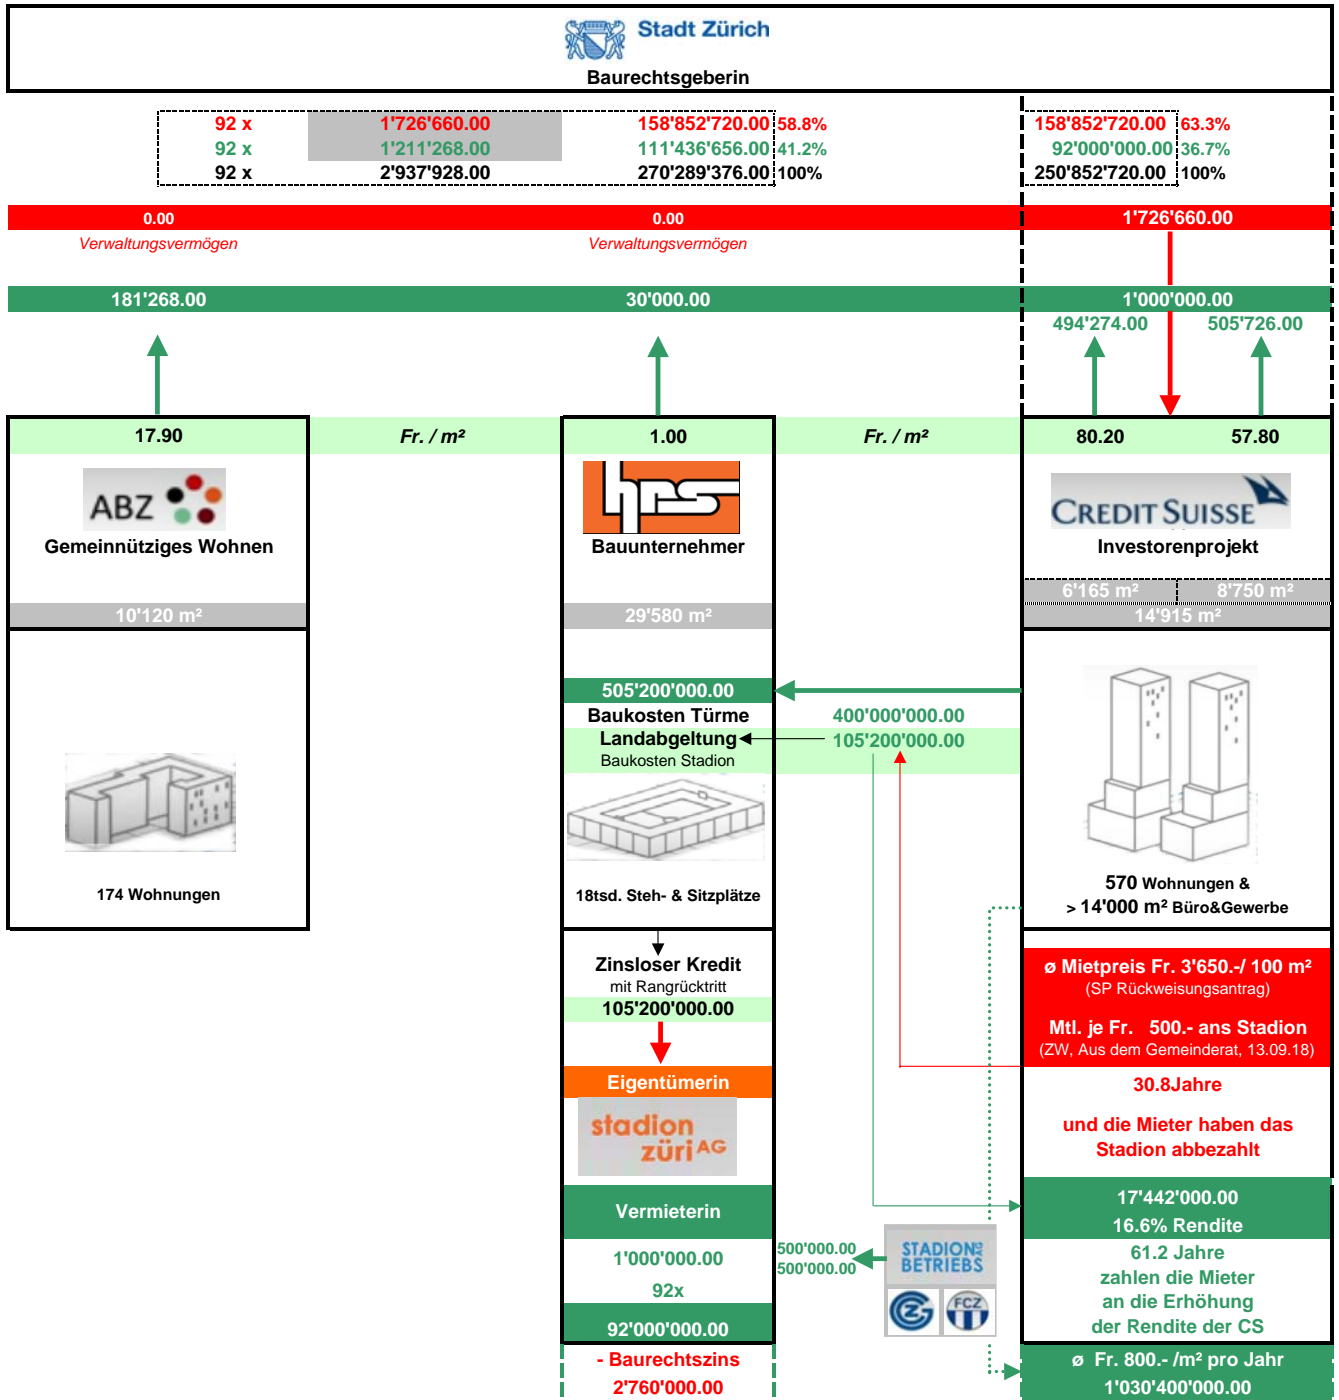 Stadt Zürich
Baurechtsgeberin
92 x 1'726'660.00 158'852'720.00 58.8% 158'852'720.00 63.3%
92 x 1'211'268.00 111'436'656.00 41.2% 92'000'000.00 36.7%
92 x 2'937'928.00 270'289'376.00 100% 250'852'720.00 100%
0.00 0.00 1'726'660.00
Verwaltungsvermögen Verwaltungsvermögen
181'268.00 30'000.00 1'000'000.00
494'274.00 505'726.00
17.90 Fr. / m² 1.00 Fr. / m² 80.20 57.80
ABZ
Gemeinnütziges Wohnen
10'120 m²
174 Wohnungen
hrs
Bauunternehmer
29'580 m²
505'200'000.00
Baukosten Türme 400'000'000.00
Landabgeltung 105'200'000.00
Baukosten Stadion
18tsd. Steh- & Sitzplätze
Zinsloser Kredit
mit Rangrücktritt
105'200'000.00
Eigentümerin
stadion
züri AG
Vermieterin
1'000'000.00
92x
92'000'000.00
- Baurechtszins
2'760'000.00
500'000.00
500'000.00
STADION
BETRIEBS
GCZ
FCZ
CREDIT SUISSE
Investorenprojekt
6'165 m² 8'750 m²
14'915 m²
570 Wohnungen &
> 14'000 m² Büro&Gewerbe
ø Mietpreis Fr. 3'650.-/ 100 m²
(SP Rückweisungsantrag)
Mtl. je Fr. 500.- ans Stadion
(ZW, Aus dem Gemeinderat, 13.09.18)
30.8Jahre
und die Mieter haben das
Stadion abbezahlt
17'442'000.00
16.6% Rendite
61.2 Jahre
zahlen die Mieter
an die Erhöhung
der Rendite der CS
ø Fr. 800.- /m² pro Jahr
1'030'400'000.00